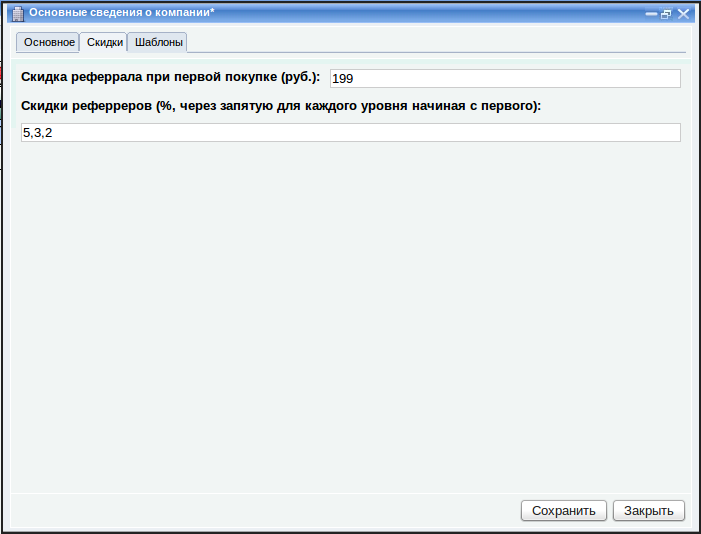 Основные сведения о компании*
Основное Скидки Шаблоны
Скидка реферрала при первой покупке (руб.): 199
Скидки реферреров (%, через запятую для каждого уровня начиная с первого):
5,3,2
Сохранить Закрыть